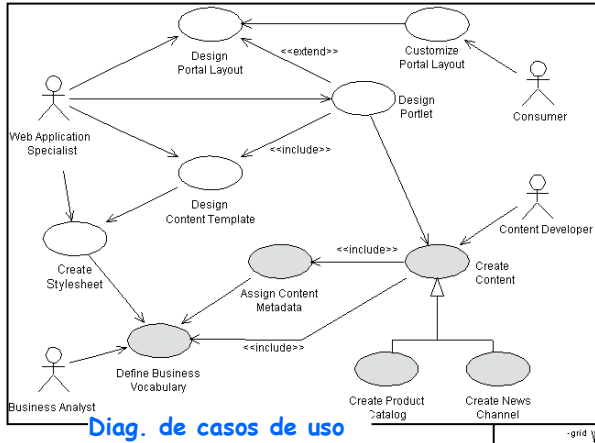 Design
Portal Layout
<<extend>>
Customize
Portal Layout
Consumer
Web Application
Specialist
Design
Portlet
<<include>>
Design
Content Template
Content Developer
Create
Stylesheet
<<include>>
Assign Content
Metadata
Create
Content
<<include>>
Define Business
Vocabulary
Business Analyst
Create Product
Catalog
Create News
Channel
Diag. de casos de uso
-grid